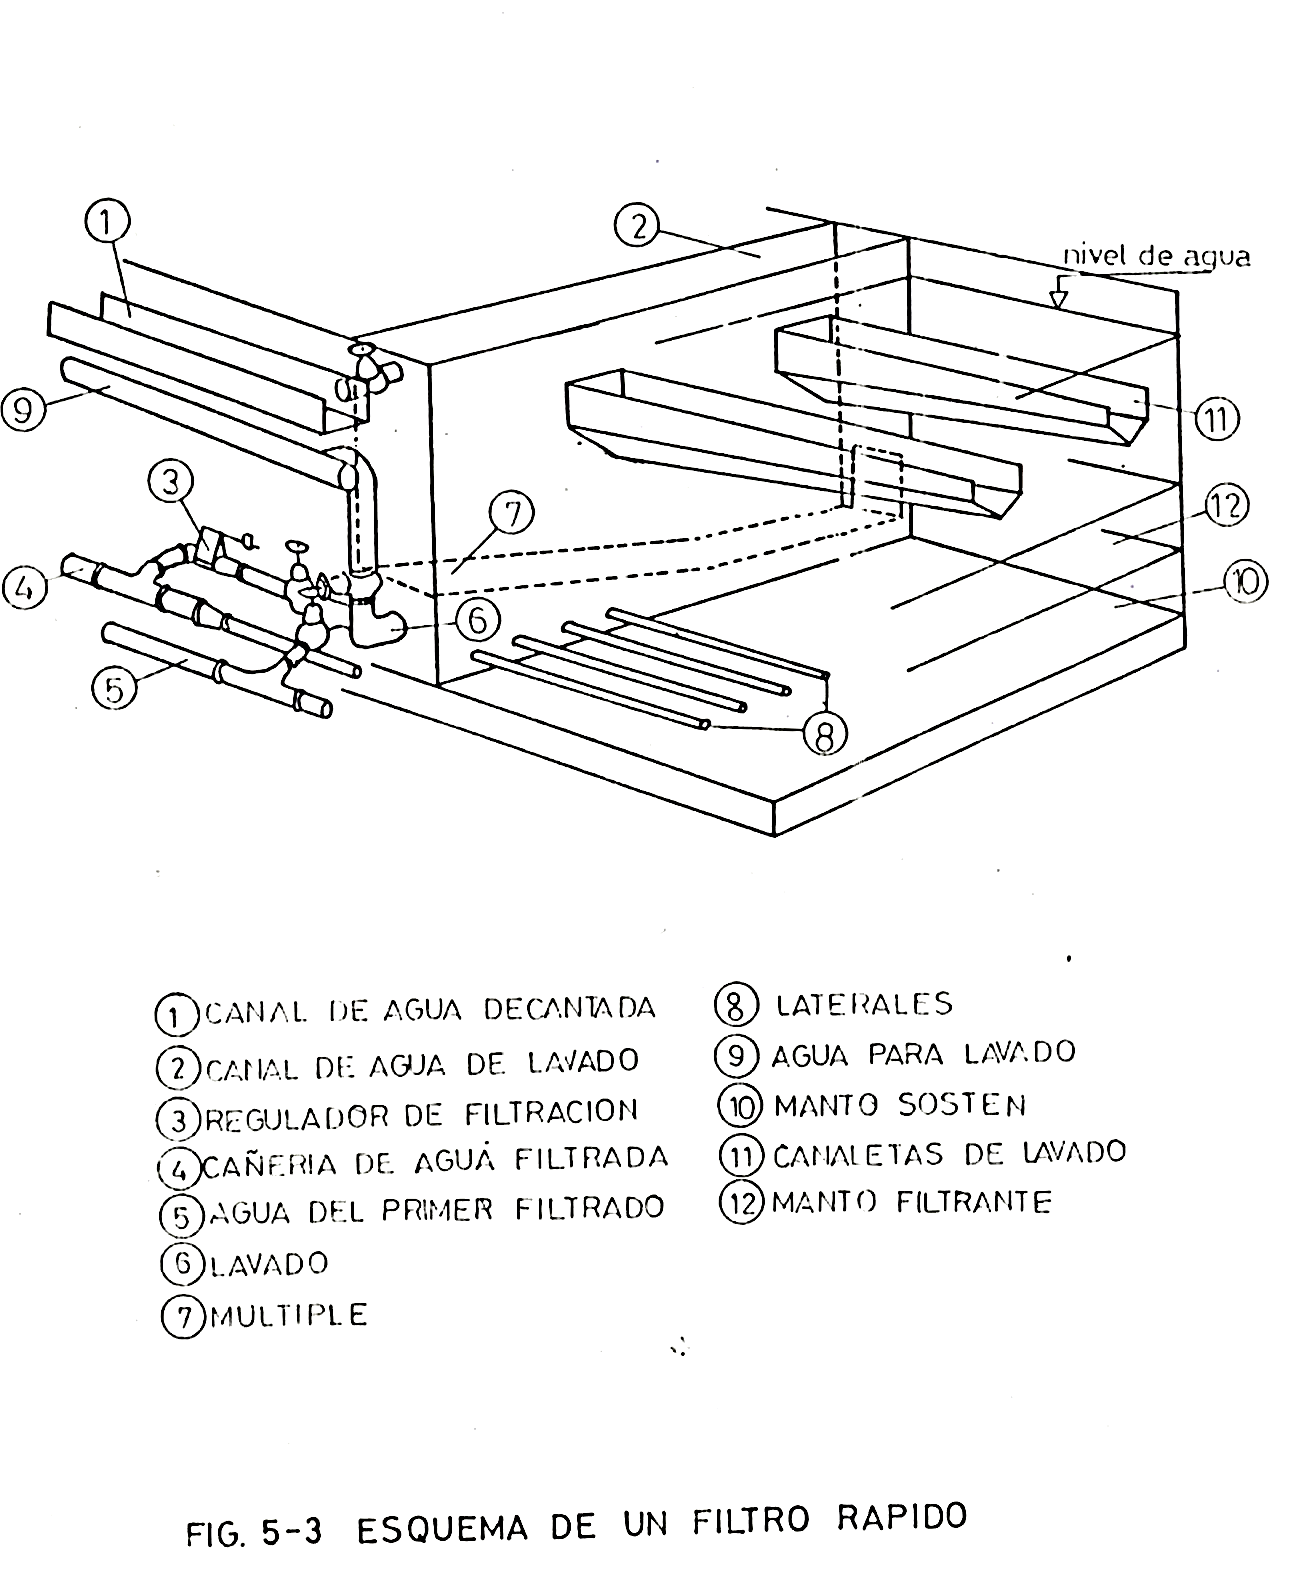 1
2
nivel de agua
9
11
3
7
12
4
10
6
5
8
1 CANAL DE AGUA DECANTADA
2 CANAL DE AGUA DE LAVADO
3 REGULADOR DE FILTRACION
4 CAÑERIA DE AGUA FILTRADA
5 AGUA DEL PRIMER FILTRADO
6 LAVADO
7 MULTIPLE
8 LATERALES
9 AGUA PARA LAVADO
10 MANTO SOSTEN
11 CANALETAS DE LAVADO
12 MANTO FILTRANTE
FIG. 5-3 ESQUEMA DE UN FILTRO RAPIDO